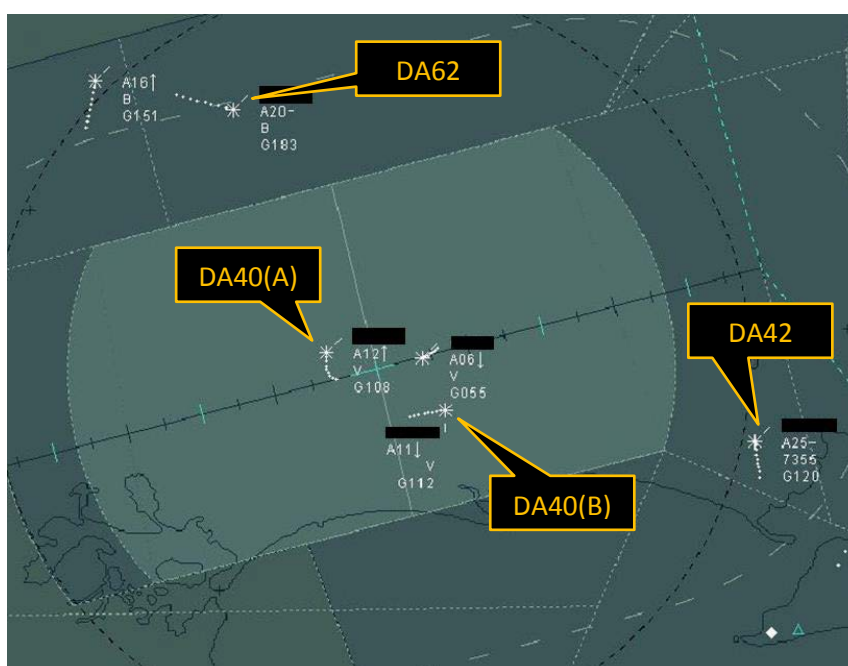 DA62
A16↑
B
G151
A20-
B
G183
DA40(A)
A12↑
V
G108
A06↓
V
G055
DA42
A11↓
V
G112
DA40(B)
A25-
7355
G120